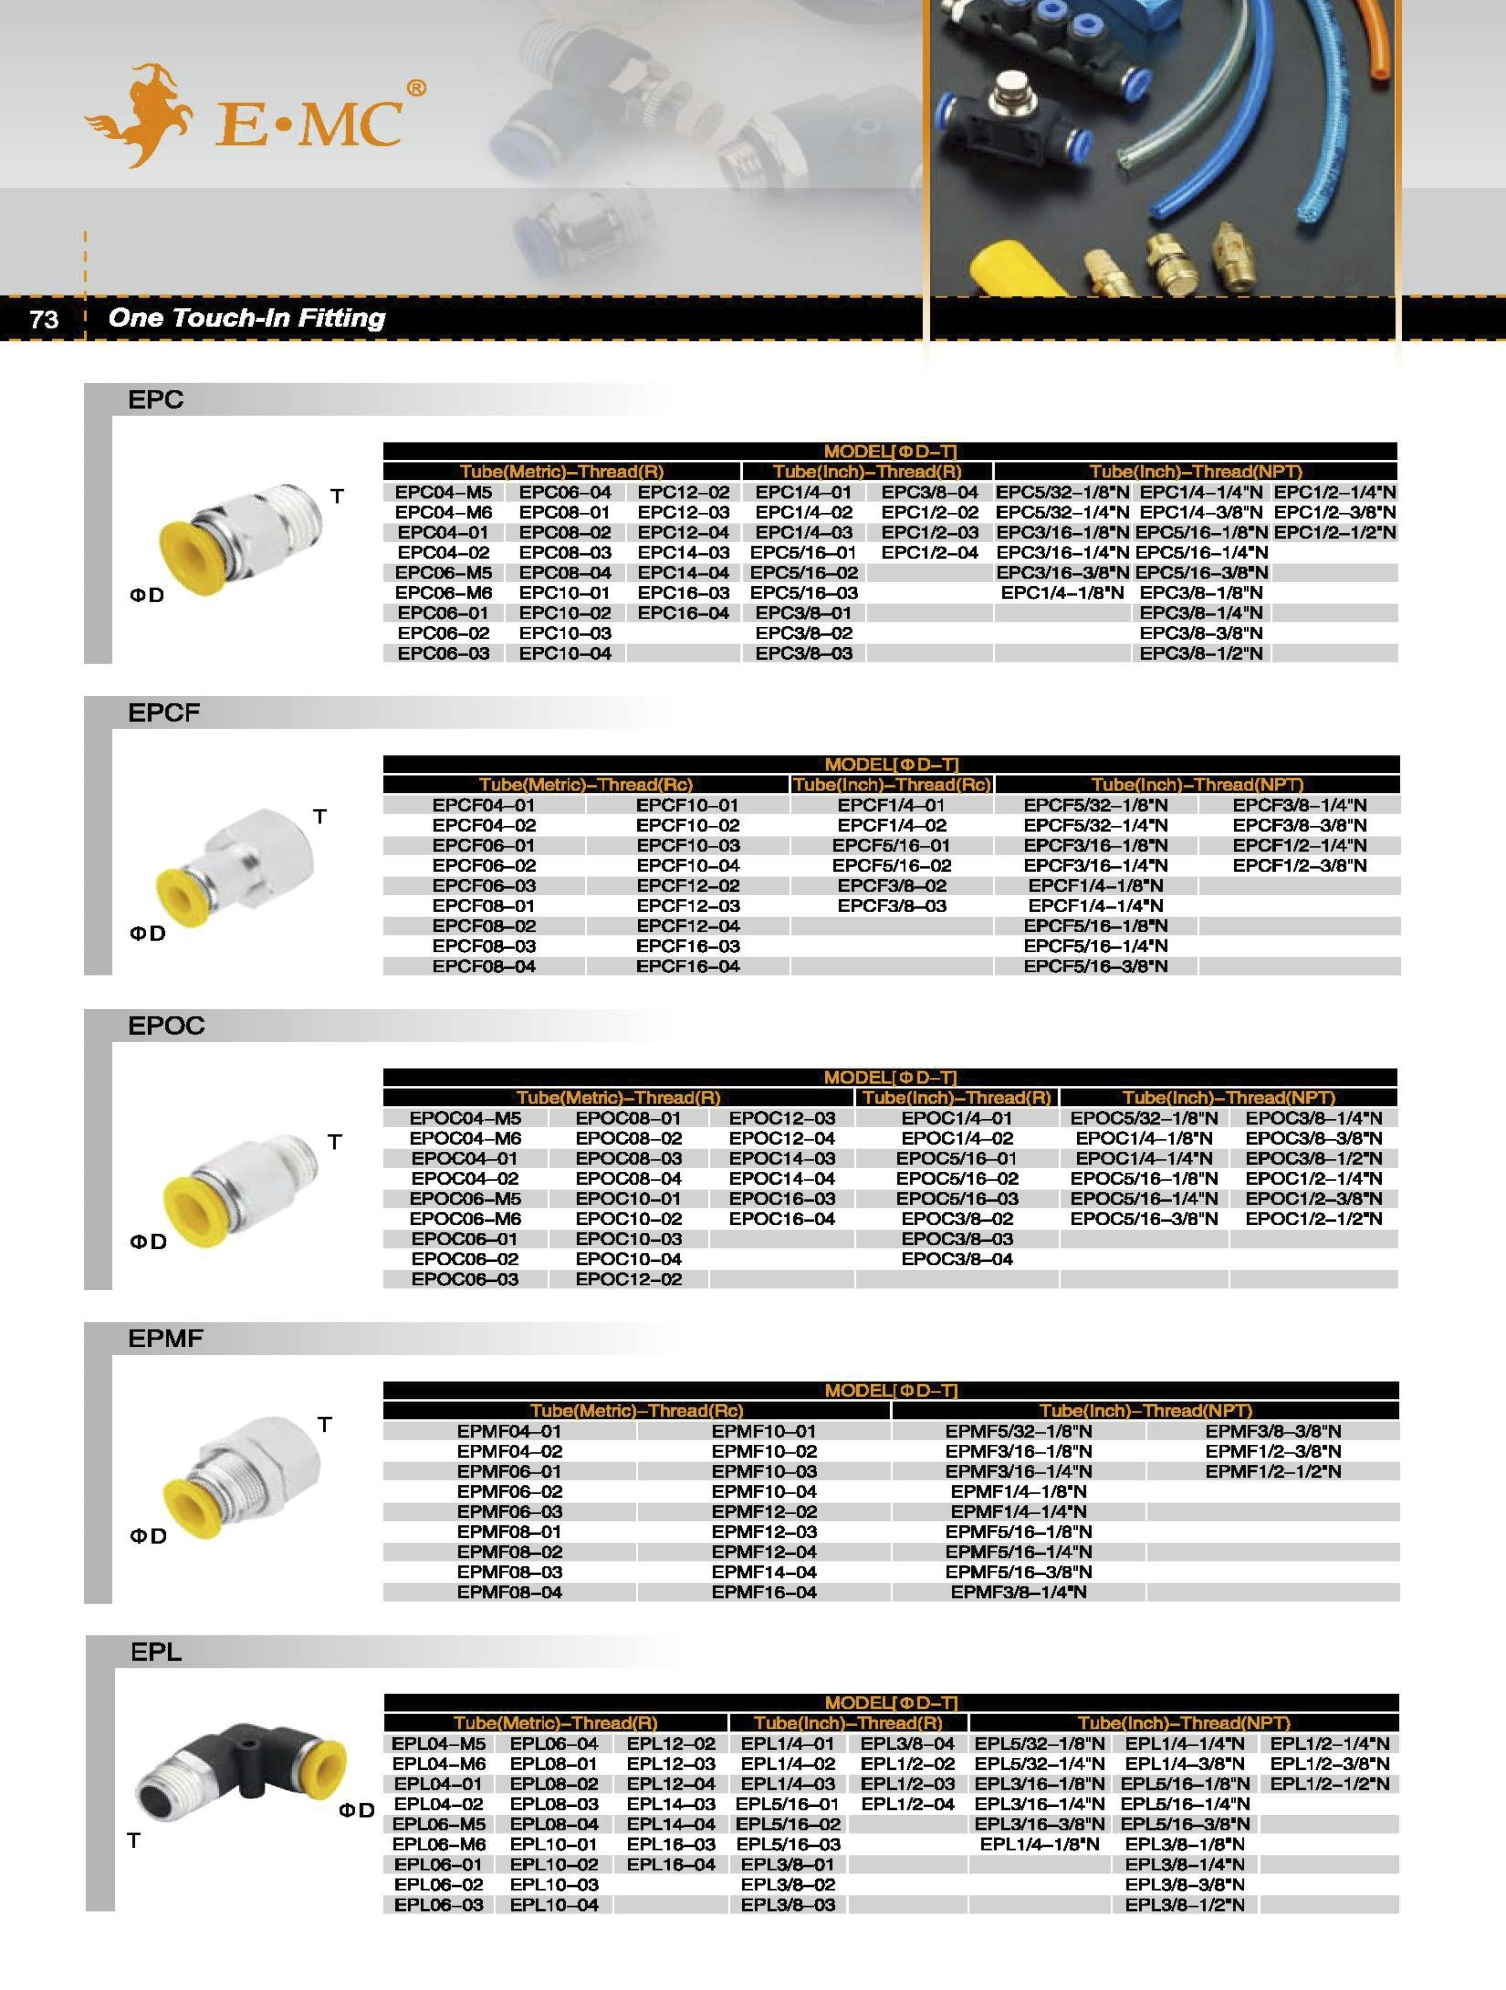 E•MC®
73 One Touch-In Fitting
EPC
T
ΦD
MODEL[ΦD–T]
Tube(Metric)–Thread(R) Tube(Inch)–Thread(R) Tube(Inch)–Thread(NPT)
EPC04–M5 EPC06–04 EPC12–02 EPC1/4–01 EPC3/8–04 EPC5/32–1/8"N EPC1/4–1/4"N EPC1/2–1/4"N
EPC04–M6 EPC08–01 EPC12–03 EPC1/4–02 EPC1/2–02 EPC5/32–1/4"N EPC1/4–3/8"N EPC1/2–3/8"N
EPC04–01 EPC08–02 EPC12–04 EPC1/4–03 EPC1/2–03 EPC3/16–1/8"N EPC5/16–1/8"N EPC1/2–1/2"N
EPC04–02 EPC08–03 EPC14–03 EPC5/16–01 EPC1/2–04 EPC3/16–1/4"N EPC5/16–1/4"N
EPC06–M5 EPC08–04 EPC14–04 EPC5/16–02 EPC3/16–3/8"N EPC5/16–3/8"N
EPC06–M6 EPC10–01 EPC16–03 EPC5/16–03 EPC1/4–1/8"N EPC3/8–1/8"N
EPC06–01 EPC10–02 EPC16–04 EPC3/8–01 EPC3/8–1/4"N
EPC06–02 EPC10–03 EPC3/8–02 EPC3/8–3/8"N
EPC06–03 EPC10–04 EPC3/8–03 EPC3/8–1/2"N
EPCF
T
ΦD
MODEL[ΦD–T]
Tube(Metric)–Thread(Rc) Tube(Inch)–Thread(Rc) Tube(Inch)–Thread(NPT)
EPCF04–01 EPCF10–01 EPCF1/4–01 EPCF5/32–1/8"N EPCF3/8–1/4"N
EPCF04–02 EPCF10–02 EPCF1/4–02 EPCF5/32–1/4"N EPCF3/8–3/8"N
EPCF06–01 EPCF10–03 EPCF5/16–01 EPCF3/16–1/8"N EPCF1/2–1/4"N
EPCF06–02 EPCF10–04 EPCF5/16–02 EPCF3/16–1/4"N EPCF1/2–3/8"N
EPCF06–03 EPCF12–02 EPCF3/8–02 EPCF1/4–1/8"N
EPCF08–01 EPCF12–03 EPCF3/8–03 EPCF1/4–1/4"N
EPCF08–02 EPCF12–04 EPCF5/16–1/8"N
EPCF08–03 EPCF16–03 EPCF5/16–1/4"N
EPCF08–04 EPCF16–04 EPCF5/16–3/8"N
EPOC
T
ΦD
MODEL[ΦD–T]
Tube(Metric)–Thread(R) Tube(Inch)–Thread(R) Tube(Inch)–Thread(NPT)
EPOC04–M5 EPOC08–01 EPOC12–03 EPOC1/4–01 EPOC5/32–1/8"N EPOC3/8–1/4"N
EPOC04–M6 EPOC08–02 EPOC12–04 EPOC1/4–02 EPOC1/4–1/8"N EPOC3/8–3/8"N
EPOC04–01 EPOC08–03 EPOC14–03 EPOC5/16–01 EPOC1/4–1/4"N EPOC3/8–1/2"N
EPOC04–02 EPOC08–04 EPOC14–04 EPOC5/16–02 EPOC5/16–1/8"N EPOC1/2–1/4"N
EPOC06–M5 EPOC10–01 EPOC16–03 EPOC5/16–03 EPOC5/16–1/4"N EPOC1/2–3/8"N
EPOC06–M6 EPOC10–02 EPOC16–04 EPOC3/8–02 EPOC5/16–3/8"N EPOC1/2–1/2"N
EPOC06–01 EPOC10–03 EPOC3/8–03
EPOC06–02 EPOC10–04 EPOC3/8–04
EPOC06–03 EPOC12–02
EPMF
T
ΦD
MODEL[ΦD–T]
Tube(Metric)–Thread(Rc) Tube(Inch)–Thread(NPT)
EPMF04–01 EPMF10–01 EPMF5/32–1/8"N EPMF3/8–3/8"N
EPMF04–02 EPMF10–02 EPMF3/16–1/8"N EPMF1/2–3/8"N
EPMF06–01 EPMF10–03 EPMF3/16–1/4"N EPMF1/2–1/2"N
EPMF06–02 EPMF10–04 EPMF1/4–1/8"N
EPMF06–03 EPMF12–02 EPMF1/4–1/4"N
EPMF08–01 EPMF12–03 EPMF5/16–1/8"N
EPMF08–02 EPMF12–04 EPMF5/16–1/4"N
EPMF08–03 EPMF14–04 EPMF5/16–3/8"N
EPMF08–04 EPMF16–04 EPMF3/8–1/4"N
EPL
ΦD
T
MODEL[ΦD–T]
Tube(Metric)–Thread(R) Tube(Inch)–Thread(R) Tube(Inch)–Thread(NPT)
EPL04–M5 EPL06–04 EPL12–02 EPL1/4–01 EPL3/8–04 EPL5/32–1/8"N EPL1/4–1/4"N EPL1/2–1/4"N
EPL04–M6 EPL08–01 EPL12–03 EPL1/4–02 EPL1/2–02 EPL5/32–1/4"N EPL1/4–3/8"N EPL1/2–3/8"N
EPL04–01 EPL08–02 EPL12–04 EPL1/4–03 EPL1/2–03 EPL3/16–1/8"N EPL5/16–1/8"N EPL1/2–1/2"N
EPL04–02 EPL08–03 EPL14–03 EPL5/16–01 EPL1/2–04 EPL3/16–1/4"N EPL5/16–1/4"N
EPL06–M5 EPL08–04 EPL14–04 EPL5/16–02 EPL3/16–3/8"N EPL5/16–3/8"N
EPL06–M6 EPL10–01 EPL16–03 EPL5/16–03 EPL1/4–1/8"N EPL3/8–1/8"N
EPL06–01 EPL10–02 EPL16–04 EPL3/8–01 EPL3/8–1/4"N
EPL06–02 EPL10–03 EPL3/8–02 EPL3/8–3/8"N
EPL06–03 EPL10–04 EPL3/8–03 EPL3/8–1/2"N